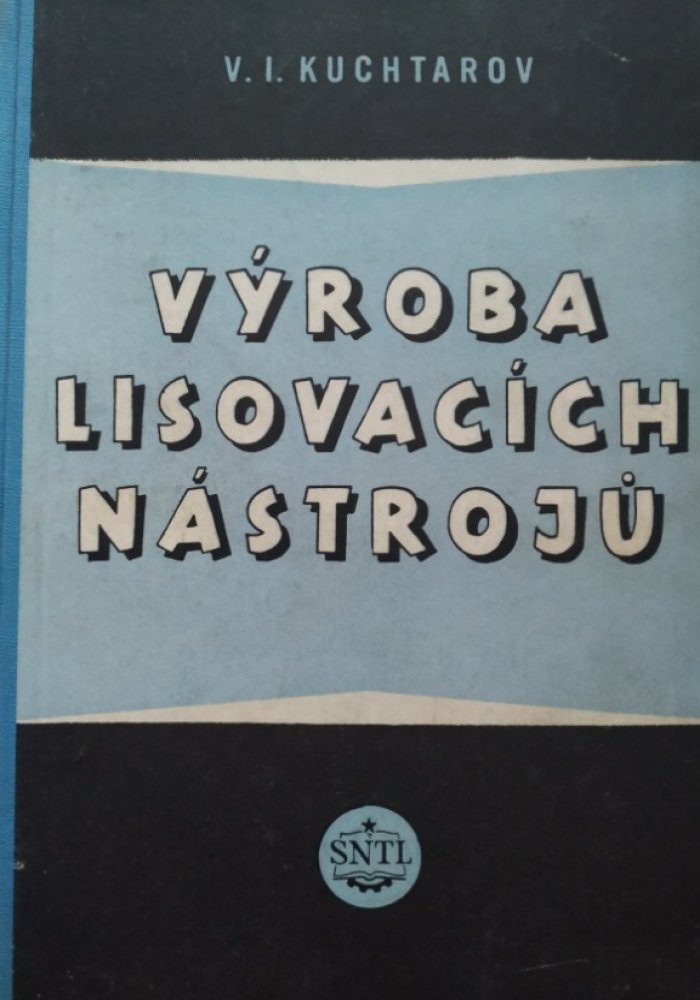 V. I. KUCHTAROV
VÝROBA
LISOVACÍCH
NÁSTROJŮ
SNTL